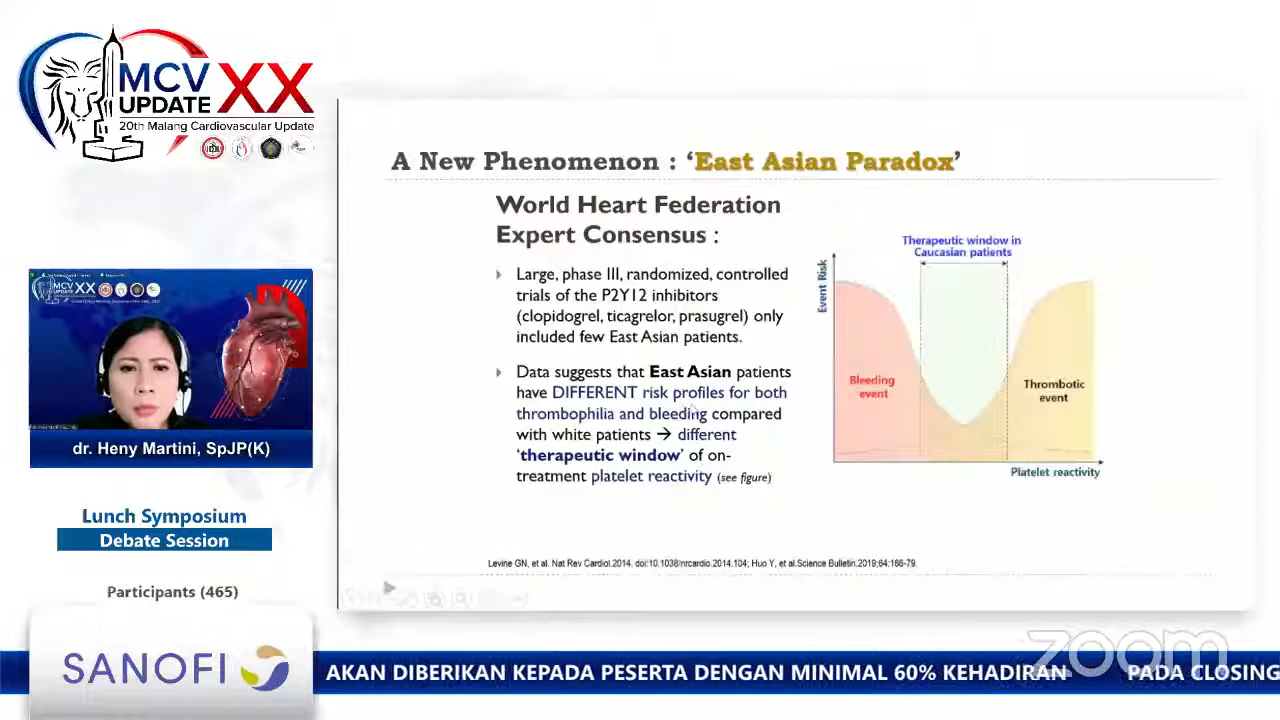 MCV
UPDATE
XX
20th Malang Cardiovascular Update
A New Phenomenon : ‘East Asian Paradox’
World Heart Federation
Expert Consensus :
Large, phase III, randomized, controlled
trials of the P2Y12 inhibitors
(clopidogrel, ticagrelor, prasugrel) only
included few East Asian patients.
Data suggests that East Asian patients
have DIFFERENT risk profiles for both
thrombophilia and bleeding compared
with white patients → different
‘therapeutic window’ of on-
treatment platelet reactivity (see figure)
Therapeutic window in
Caucasian patients
Event Risk
Bleeding
event
Thrombotic
event
Platelet reactivity
Levine GN, et al. Nat Rev Cardiol.2014. doi:10.1038/nrcardio.2014.104; Huo Y, et al.Science Bulletin.2019;64:166-79.
MCV XX
UPDATE
dr. Heny Martini, SpJP(K)
Lunch Symposium
Debate Session
Participants (465)
SANOFI
zoom
AKAN DIBERIKAN KEPADA PESERTA DENGAN MINIMAL 60% KEHADIRAN PADA CLOSING